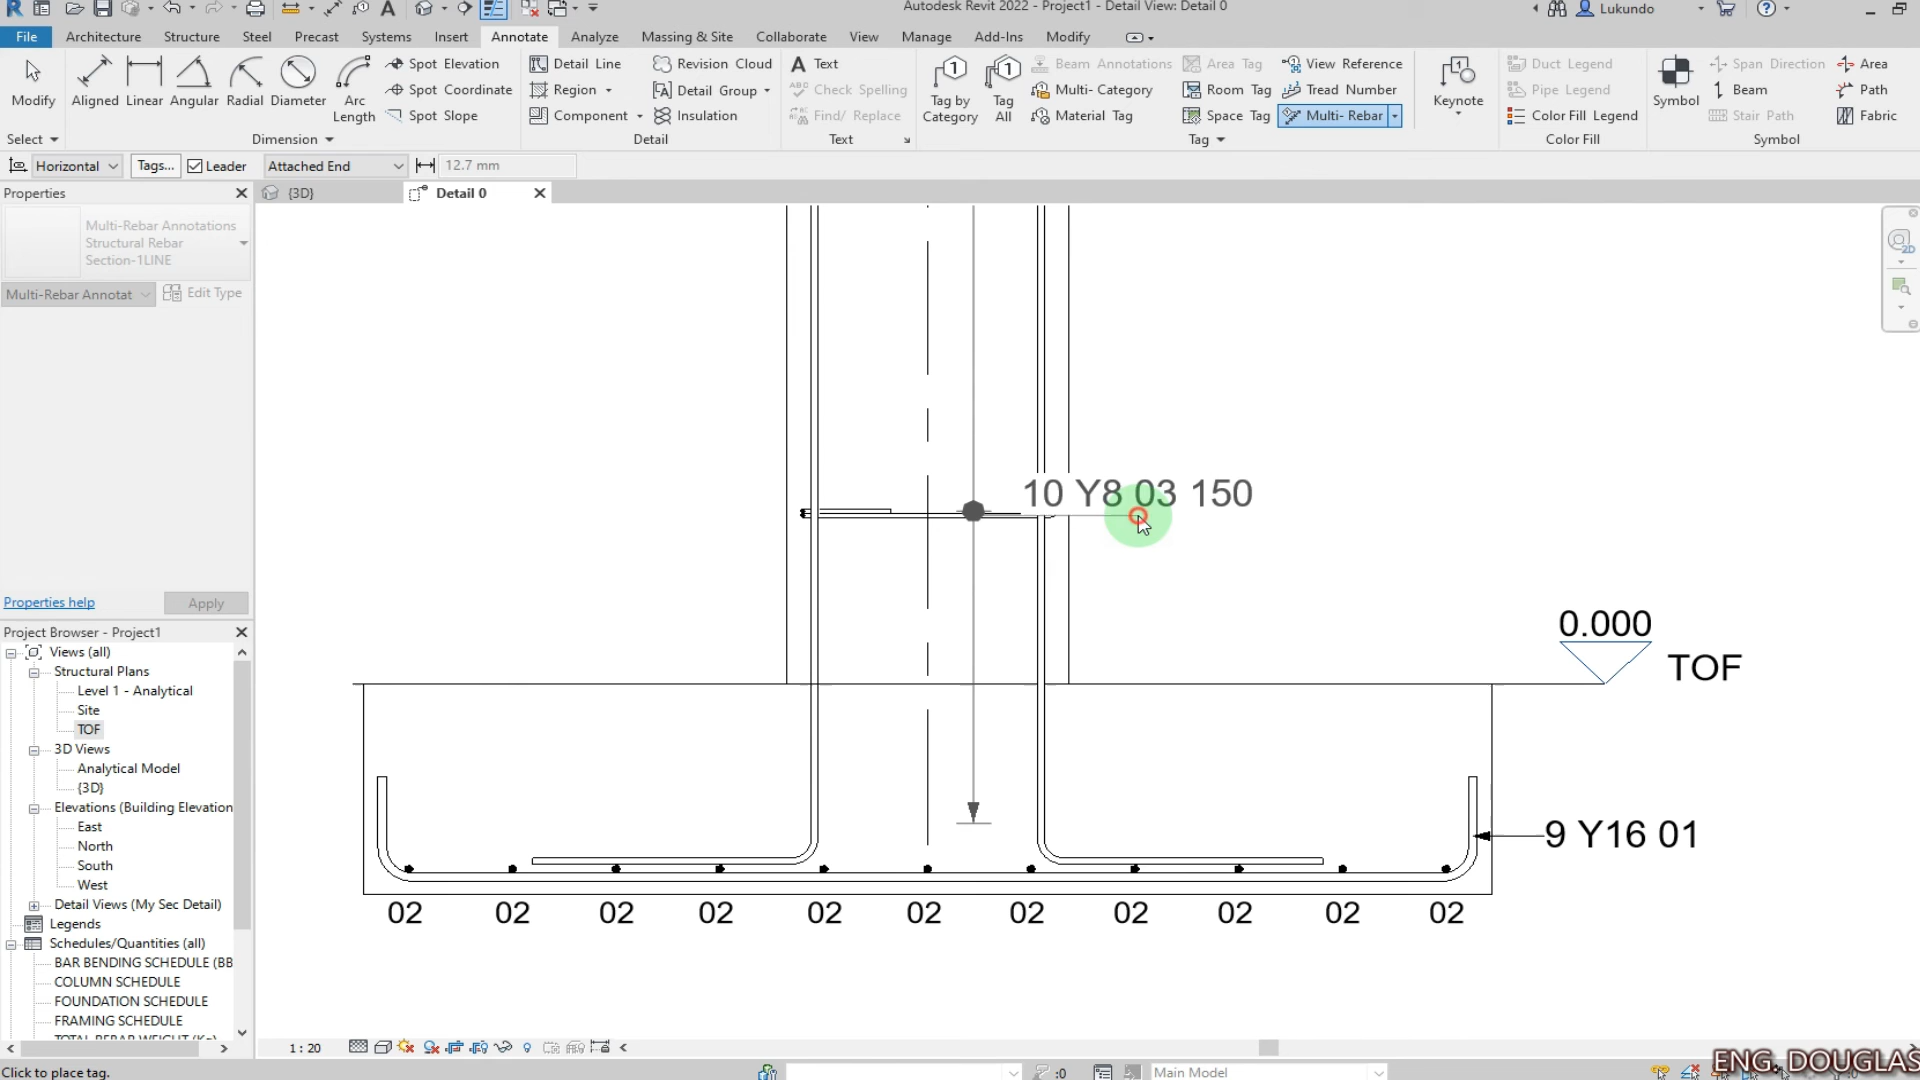 Autodesk Revit 2022 - Project1 - Detail View: Detail 0
Lukundo
File Architecture Structure Steel Precast Systems Insert Annotate Analyze Massing & Site Collaborate View Manage Add-Ins Modify
Modify
Select
Aligned Linear Angular Radial Diameter Arc Length
Spot Elevation
Spot Coordinate
Spot Slope
Dimension
Detail Line
Region
Component
Revision Cloud
Detail Group
Insulation
Detail
Text
Check Spelling
Find/ Replace
Text
Tag by Category
Tag All
Beam Annotations
Multi- Category
Material Tag
Area Tag
Room Tag
Space Tag
View Reference
Tread Number
Multi- Rebar
Tag
Keynote
Duct Legend
Pipe Legend
Color Fill Legend
Color Fill
Symbol
Span Direction
Beam
Stair Path
Area
Path
Fabric
Symbol
Horizontal Tags... Leader Attached End 12.7 mm
Properties
{3D}
Detail 0
Multi-Rebar Annotations
Structural Rebar
Section-1LINE
Multi-Rebar Annotat
Edit Type
Properties help
Apply
Project Browser - Project1
Views (all)
Structural Plans
Level 1 - Analytical
Site
TOF
3D Views
Analytical Model
{3D}
Elevations (Building Elevation
East
North
South
West
Detail Views (My Sec Detail)
Legends
Schedules/Quantities (all)
BAR BENDING SCHEDULE (BB
COLUMN SCHEDULE
FOUNDATION SCHEDULE
FRAMING SCHEDULE
10 Y8 03 150
0.000
TOF
9 Y16 01
02 02 02 02 02 02 02 02 02 02 02
1 : 20
Click to place tag.
:0
Main Model
ENG. DOUGLAS